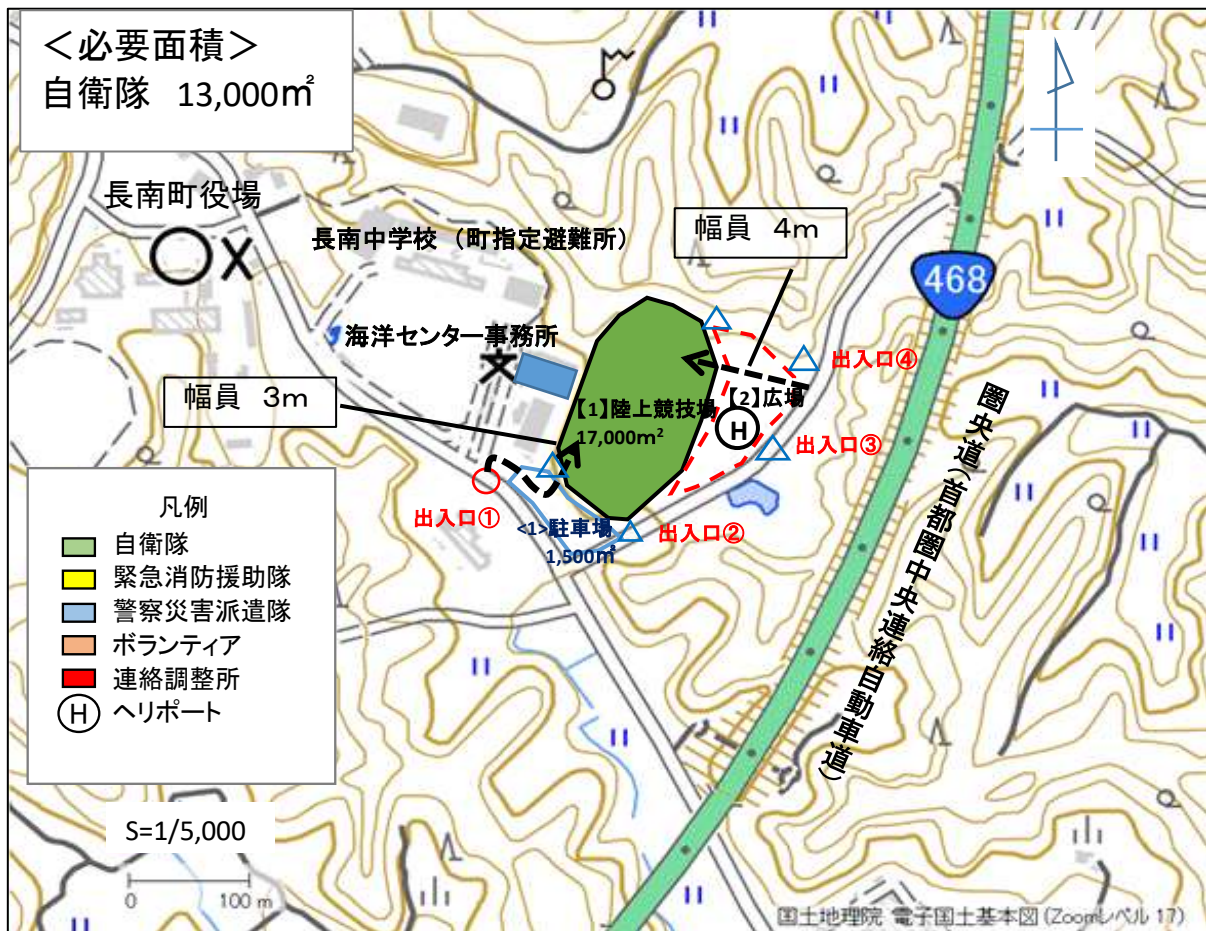 ＜必要面積＞
自衛隊 13,000㎡
長南町役場
長南中学校 （町指定避難所）
幅員 4ｍ
468
海洋センター事務所
出入口④
幅員 3ｍ
【1】陸上競技場
17,000m²
【2】広場
H
出入口③
出入口①
<1>駐車場
1,500㎡
出入口②
圏央道（首都圏中央連絡自動車道）
凡例
自衛隊
緊急消防援助隊
警察災害派遣隊
ボランティア
連絡調整所
H ヘリポート
S=1/5,000
0 100 m
国土地理院 電子国土基本図 (Zoomレベル 17)